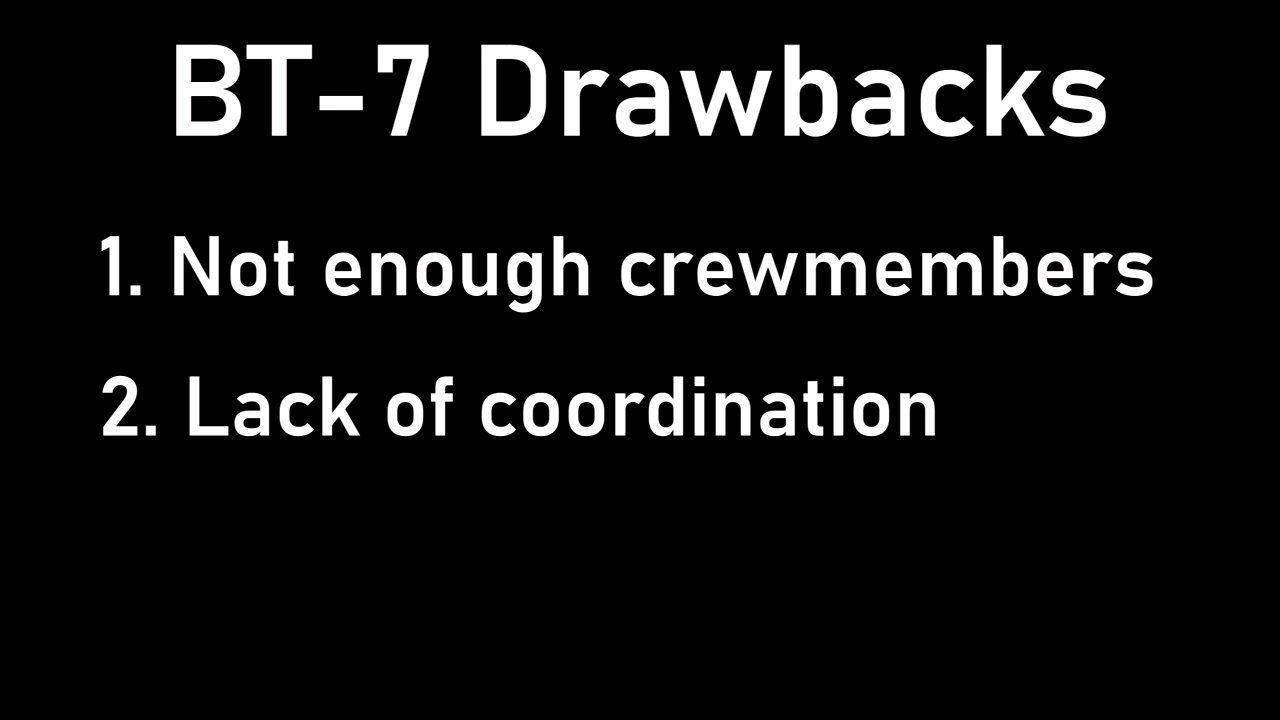 BT-7 Drawbacks
1. Not enough crewmembers
2. Lack of coordination